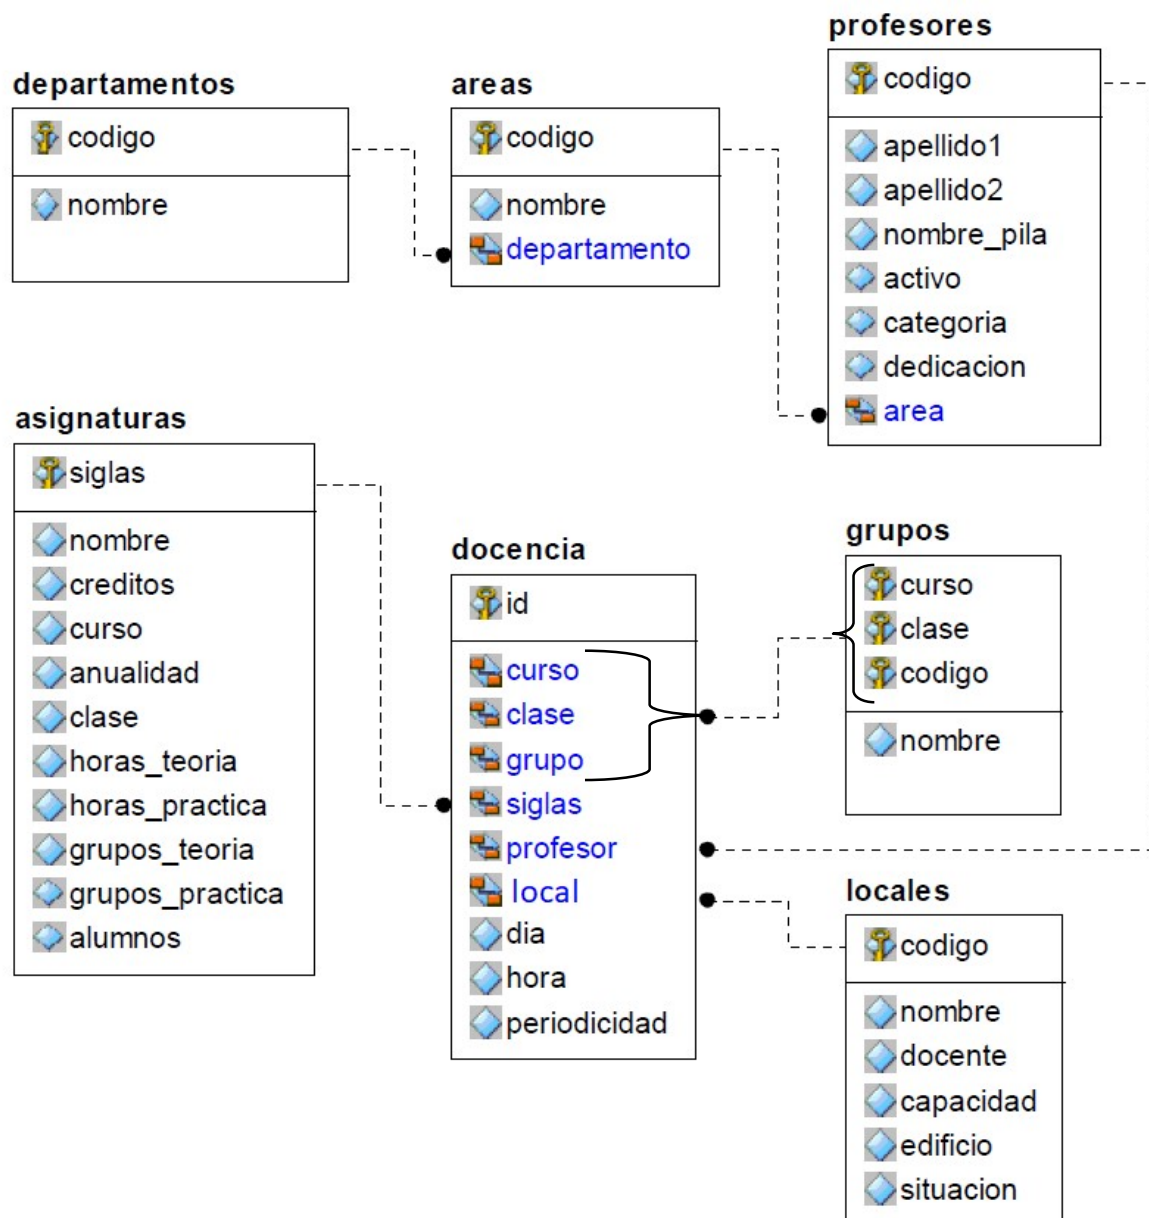 departamentos
codigo
nombre
areas
codigo
nombre
departamento
profesores
codigo
apellido1
apellido2
nombre_pila
activo
categoria
dedicacion
area
asignaturas
siglas
nombre
creditos
curso
anualidad
clase
horas_teoria
horas_practica
grupos_teoria
grupos_practica
alumnos
docencia
id
curso
clase
grupo
siglas
profesor
local
dia
hora
periodicidad
grupos
curso
clase
codigo
nombre
locales
codigo
nombre
docente
capacidad
edificio
situacion